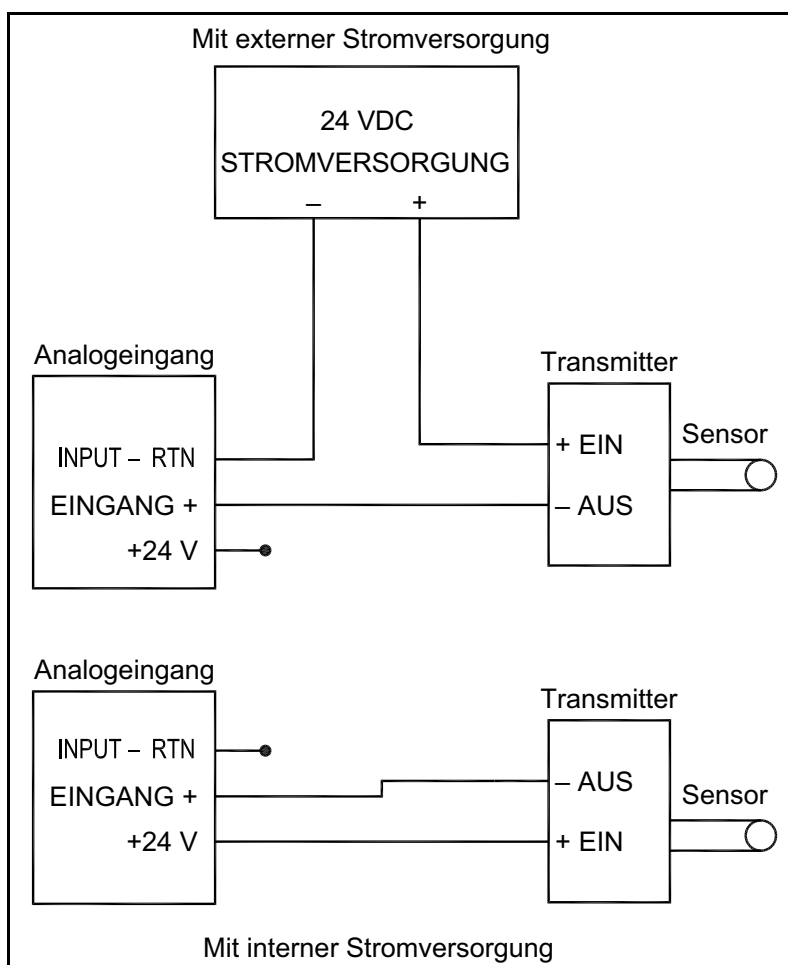 Mit externer Stromversorgung
24 VDC
STROMVERSORGUNG
– +
Analogeingang
INPUT – RTN
EINGANG +
+24 V
Transmitter
+ EIN
– AUS
Sensor
Analogeingang
INPUT – RTN
EINGANG +
+24 V
Transmitter
– AUS
+ EIN
Sensor
Mit interner Stromversorgung